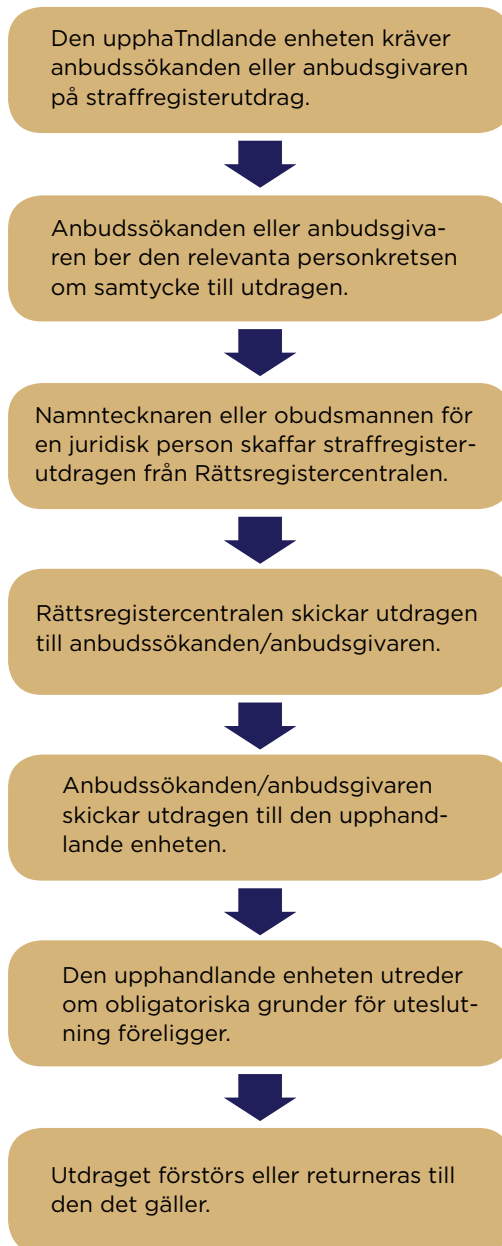 Den upphaTndlande enheten kräver
anbudssökanden eller anbudsgivaren
på straffregisterutdrag.
Anbudssökanden eller anbudsgiva-
ren ber den relevanta personkretsen
om samtycke till utdragen.
Namntecknaren eller obudsmannen för
en juridisk person skaffar straffregister-
utdragen från Rättsregistercentralen.
Rättsregistercentralen skickar utdragen
till anbudssökanden/anbudsgivaren.
Anbudssökanden/anbudsgivaren
skickar utdragen till den upphand-
lande enheten.
Den upphandlande enheten utreder
om obligatoriska grunder för uteslut-
ning föreligger.
Utdraget förstörs eller returneras till
den det gäller.